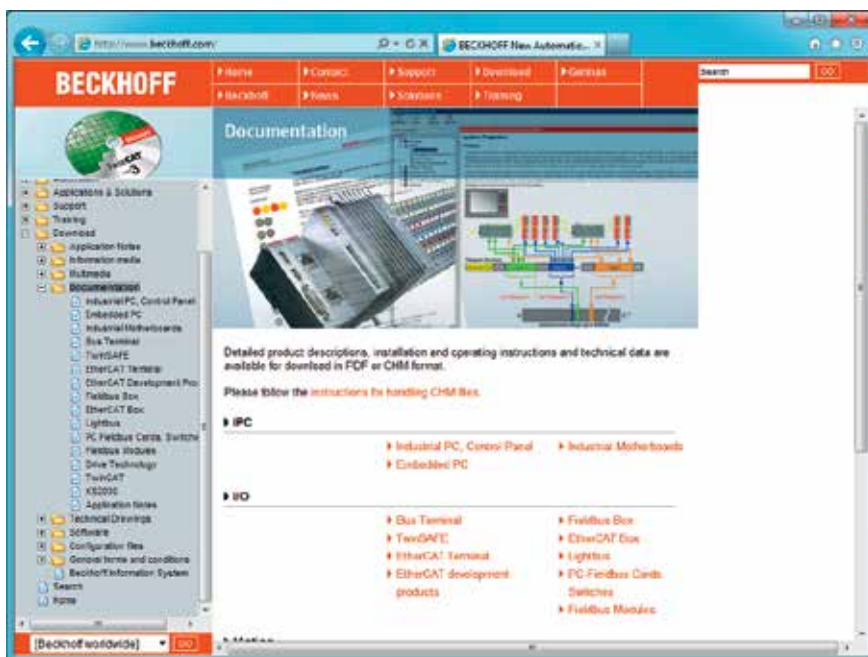 http://www.beckhoff.com/
BECKHOFF New Automatio...
BECKHOFF
Home
Contact
Support
Download
German
Beckhoff
News
Solutions
Training
Search
GO
Documentation
TwinCAT 3
Applications & Solutions
Support
Training
Download
Application Notes
Information media
Multimedia
Documentation
Industrial PC, Control Panel
Embedded PC
Industrial Motherboards
Bus Terminal
TwinSAFE
EtherCAT Terminal
EtherCAT Development Pro
Fieldbus Box
EtherCAT Box
Lightbus
PC Fieldbus Cards, Switche
Fieldbus Modules
Drive Technology
TwinCAT
KS2000
Application Notes
Technical Drawings
Software
Configuration files
General terms and conditions
Beckhoff Information System
Search
Home
[Beckhoff worldwide]
GO
Detailed product descriptions, installation and operating instructions and technical data are
available for download in PDF or CHM format.
Please follow the instructions for handling CHM files.
IPC
Industrial PC, Control Panel
Industrial Motherboards
Embedded PC
I/O
Bus Terminal
Fieldbus Box
TwinSAFE
EtherCAT Box
EtherCAT Terminal
Lightbus
EtherCAT development
products
PC-Fieldbus Cards,
Switches
Fieldbus Modules
Motion